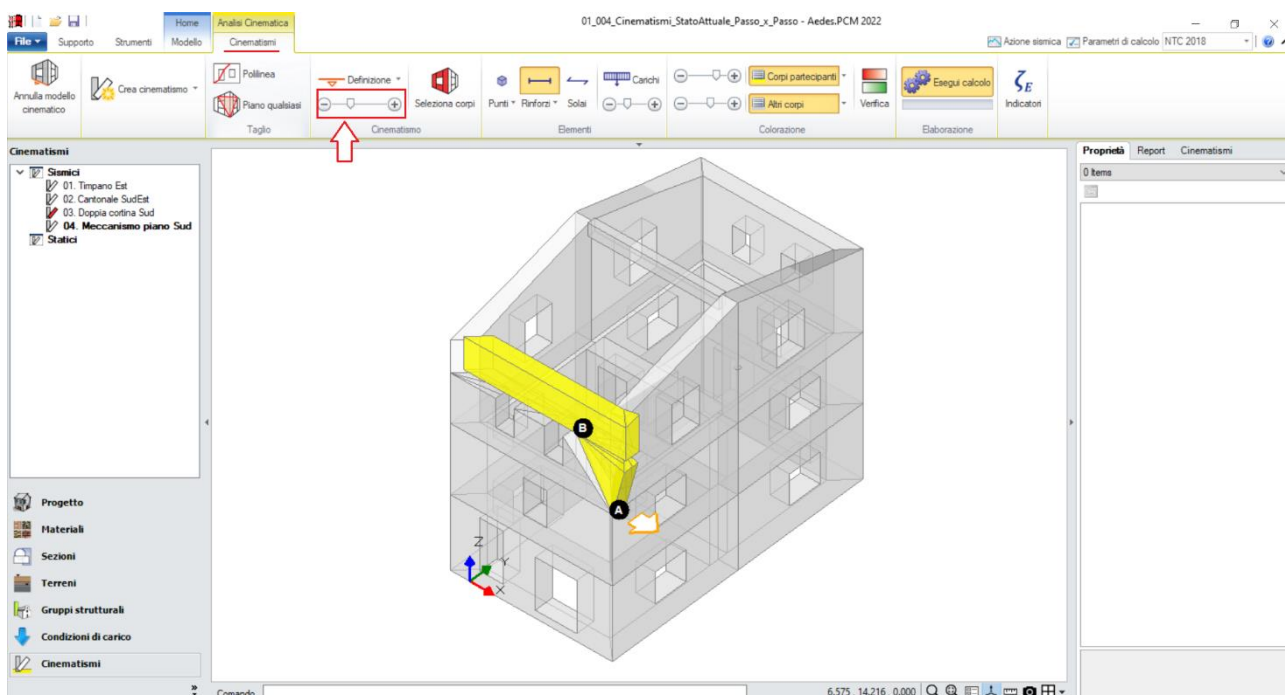 01_004_Cinematismi_StatoAttuale_Passo_x_Passo - Aedes.PCM 2022
Home
Analisi Cinematica
File
Supporto
Strumenti
Modello
Cinematismi
Azione sismica
Parametri di calcolo
NTC 2018
Annulla modello
cinematico
Crea cinematismo
Polilinea
Piano qualsiasi
Taglio
Definizione
Seleziona corpi
Cinematismo
Punti
Rinforzi
Solai
Carichi
Elementi
Corpi partecipanti
Altri corpi
Colorazione
Verifica
Esegui calcolo
Elaborazione
ζE
Indicatori
Cinematismi
Sismici
01. Timpano Est
02. Cantonale SudEst
03. Doppia cortina Sud
04. Meccanismo piano Sud
Statici
Progetto
Materiali
Sezioni
Terreni
Gruppi strutturali
Condizioni di carico
Cinematismi
B
A
Z
Y
X
Proprietà
Report
Cinematismi
0 Items
Comando
6.575 14.216 0.000